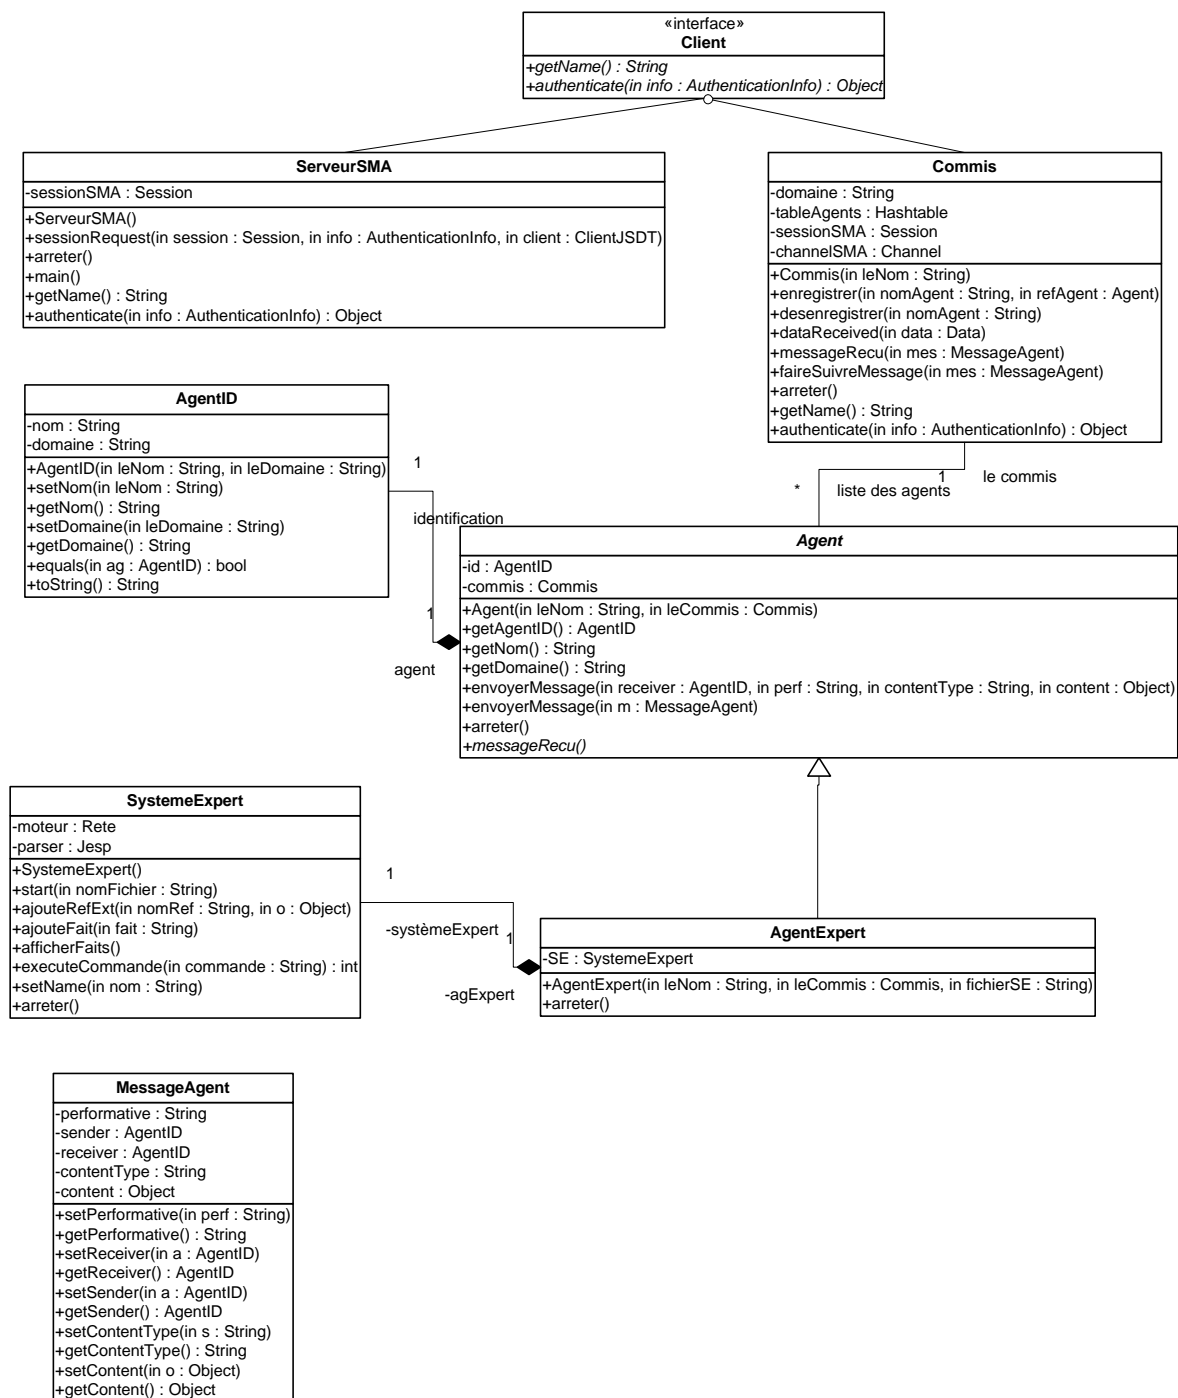 «interface»
Client
+getName() : String
+authenticate(in info : AuthenticationInfo) : Object
ServeurSMA
-sessionSMA : Session
+ServeurSMA()
+sessionRequest(in session : Session, in info : AuthenticationInfo, in client : ClientJSDT)
+arreter()
+main()
+getName() : String
+authenticate(in info : AuthenticationInfo) : Object
Commis
-domaine : String
-tableAgents : Hashtable
-sessionSMA : Session
-channelSMA : Channel
+Commis(in leNom : String)
+enregistrer(in nomAgent : String, in refAgent : Agent)
+desenregistrer(in nomAgent : String)
+dataReceived(in data : Data)
+messageRecu(in mes : MessageAgent)
+faireSuivreMessage(in mes : MessageAgent)
+arreter()
+getName() : String
+authenticate(in info : AuthenticationInfo) : Object
1
le commis
*
liste des agents
AgentID
-nom : String
-domaine : String
+AgentID(in leNom : String, in leDomaine : String)
+setNom(in leNom : String)
+getNom() : String
+setDomaine(in leDomaine : String)
+getDomaine() : String
+equals(in ag : AgentID) : bool
+toString() : String
1
identification
1
agent
Agent
-id : AgentID
-commis : Commis
+Agent(in leNom : String, in leCommis : Commis)
+getAgentID() : AgentID
+getNom() : String
+getDomaine() : String
+envoyerMessage(in receiver : AgentID, in perf : String, in contentType : String, in content : Object)
+envoyerMessage(in m : MessageAgent)
+arreter()
+messageRecu()
SystemeExpert
-moteur : Rete
-parser : Jesp
+SystemeExpert()
+start(in nomFichier : String)
+ajouteRefExt(in nomRef : String, in o : Object)
+ajouteFait(in fait : String)
+afficherFaits()
+executeCommande(in commande : String) : int
+setName(in nom : String)
+arreter()
1
-systèmeExpert
1
-agExpert
AgentExpert
-SE : SystemeExpert
+AgentExpert(in leNom : String, in leCommis : Commis, in fichierSE : String)
+arreter()
MessageAgent
-performative : String
-sender : AgentID
-receiver : AgentID
-contentType : String
-content : Object
+setPerformative(in perf : String)
+getPerformative() : String
+setReceiver(in a : AgentID)
+getReceiver() : AgentID
+setSender(in a : AgentID)
+getSender() : AgentID
+setContentType(in s : String)
+getContentType() : String
+setContent(in o : Object)
+getContent() : Object